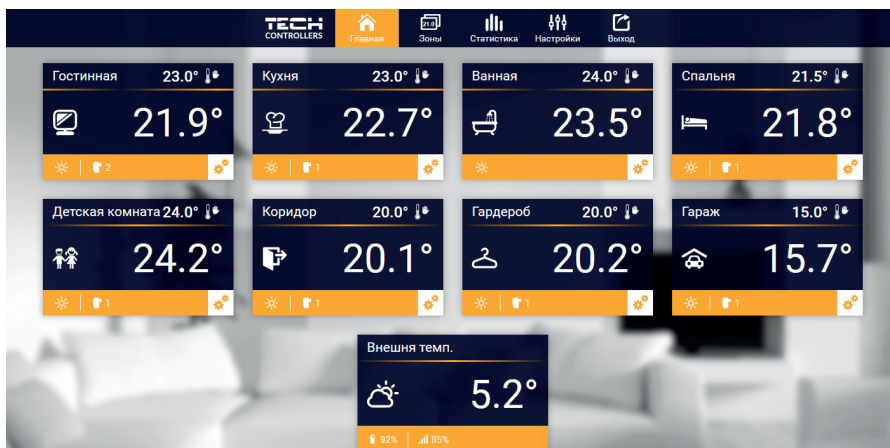 TECH
CONTROLLERS
Главная
21.0
Зоны
Статистика
Настройки
Выход
Гостинная 23.0°
21.9°
2
Кухня 23.0°
22.7°
1
Ванная 24.0°
23.5°
Спальня 21.5°
21.8°
1
Детская комната 24.0°
24.2°
1
Коридор 20.0°
20.1°
1
Гардероб 20.0°
20.2°
1
Гараж 15.0°
15.7°
1
Внешня темп.
5.2°
92% 85%